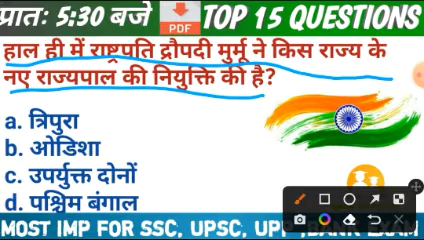 प्रातः 5:30 बजे PDF TOP 15 QUESTIONS
हाल ही में राष्ट्रपति द्रौपदी मुर्मू ने किस राज्य के
नए राज्यपाल की नियुक्ति की है?
a. त्रिपुरा
b. ओडिशा
c. उपर्युक्त दोनों
d. पश्चिम बंगाल
MOST IMP FOR SSC, UPSC, UPP, BANK EXAM